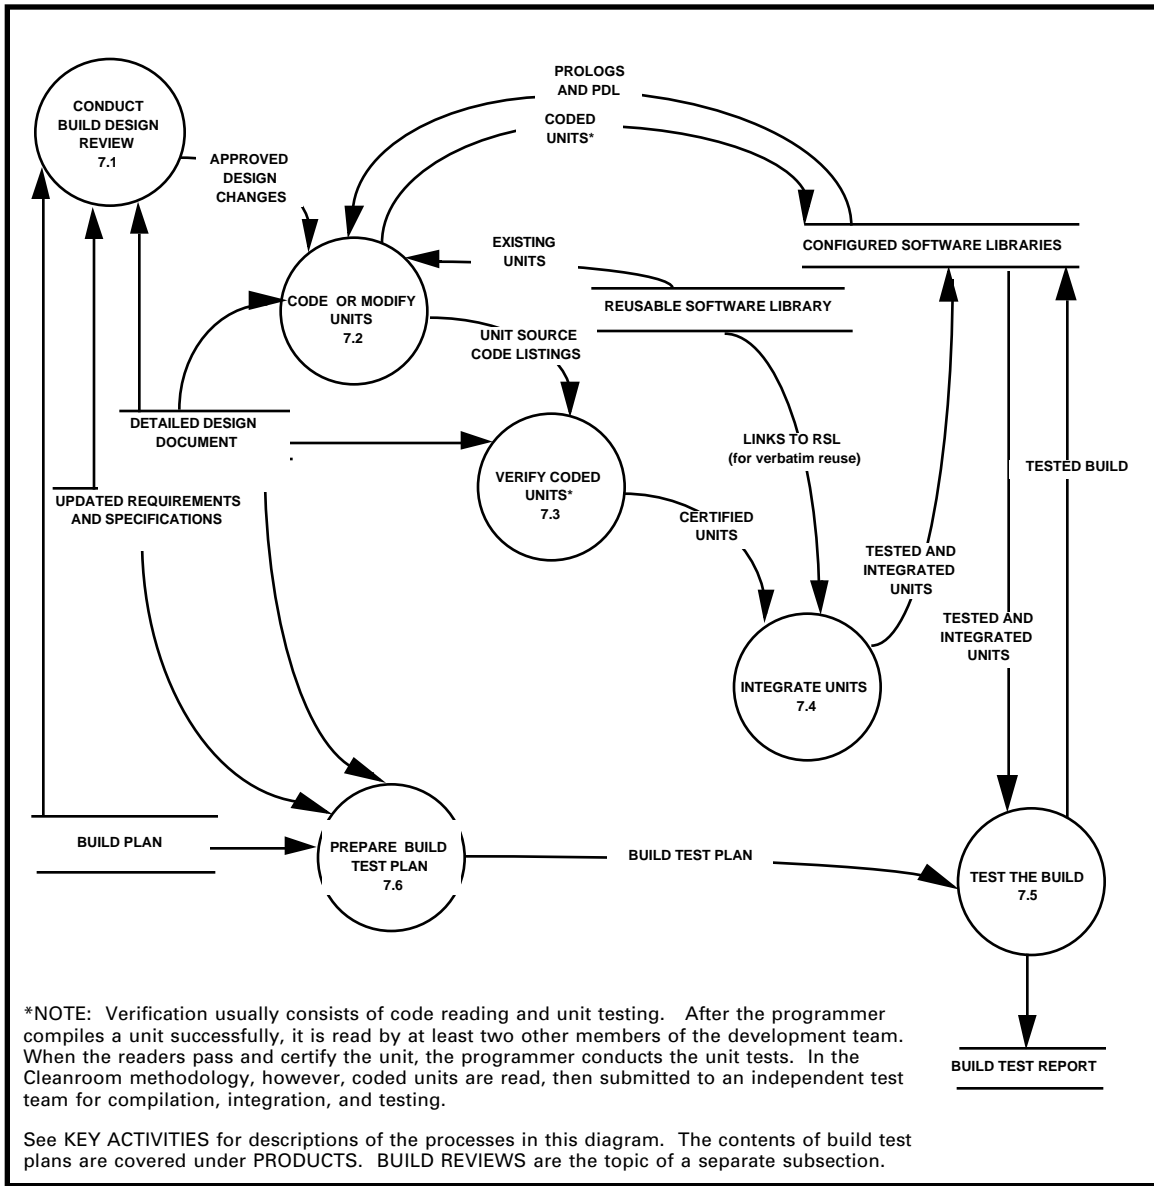 PROLOGS
AND PDL
CODED
UNITS*
CONDUCT
BUILD DESIGN
REVIEW
7.1
APPROVED
DESIGN
CHANGES
EXISTING
UNITS
CONFIGURED SOFTWARE LIBRARIES
CODE OR MODIFY
UNITS
7.2
REUSABLE SOFTWARE LIBRARY
UNIT SOURCE
CODE LISTINGS
DETAILED DESIGN
DOCUMENT
LINKS TO RSL
(for verbatim reuse)
TESTED BUILD
UPDATED REQUIREMENTS
AND SPECIFICATIONS
VERIFY CODED
UNITS*
7.3
CERTIFIED
UNITS
TESTED AND
INTEGRATED
UNITS
TESTED AND
INTEGRATED
UNITS
INTEGRATE UNITS
7.4
BUILD PLAN
PREPARE BUILD
TEST PLAN
7.6
BUILD TEST PLAN
TEST THE BUILD
7.5
*NOTE: Verification usually consists of code reading and unit testing. After the programmer
compiles a unit successfully, it is read by at least two other members of the development team.
When the readers pass and certify the unit, the programmer conducts the unit tests. In the
Cleanroom methodology, however, coded units are read, then submitted to an independent test
team for compilation, integration, and testing.
BUILD TEST REPORT
See KEY ACTIVITIES for descriptions of the processes in this diagram. The contents of build test
plans are covered under PRODUCTS. BUILD REVIEWS are the topic of a separate subsection.